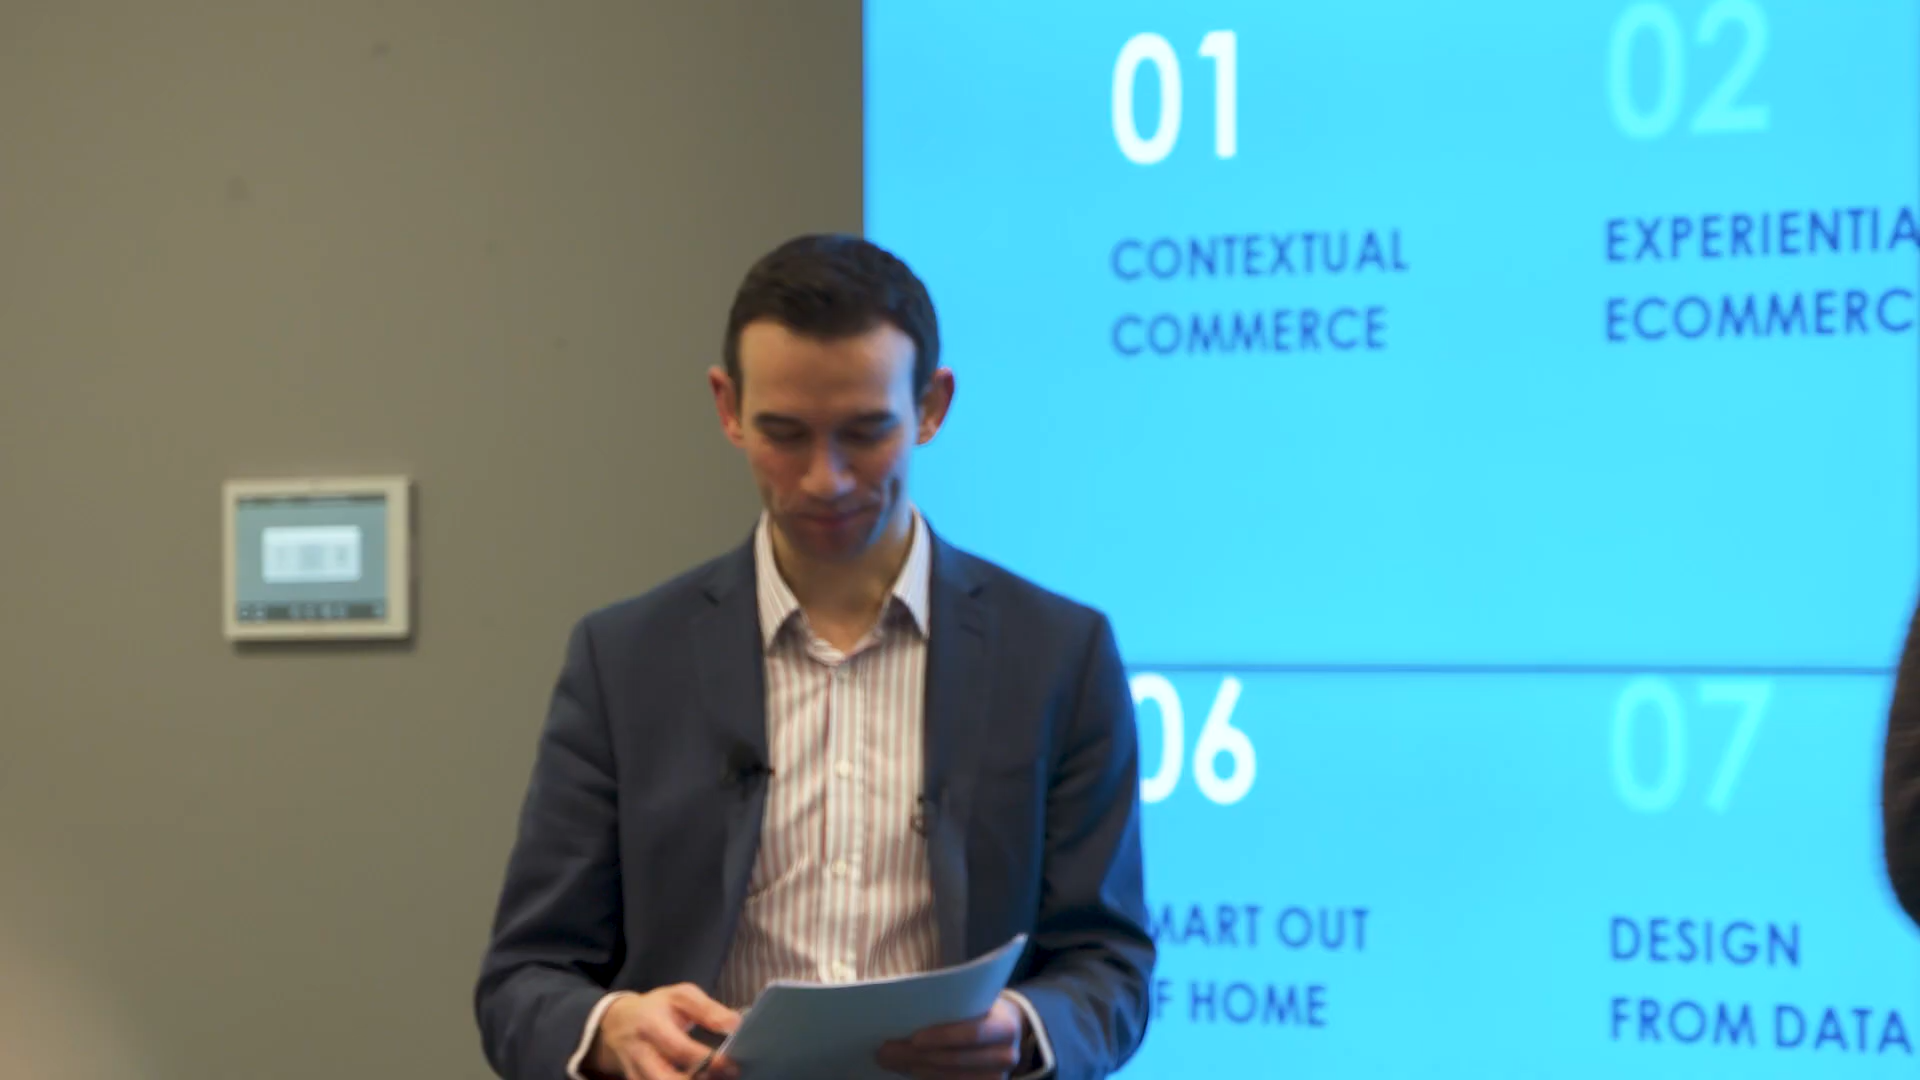 01
CONTEXTUAL
COMMERCE
02
EXPERIENTIA
ECOMMERC
06
MART OUT
F HOME
07
DESIGN
FROM DATA